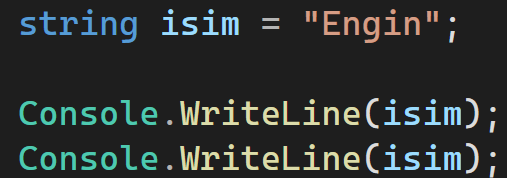 string isim = "Engin";
Console.WriteLine(isim);
Console.WriteLine(isim);